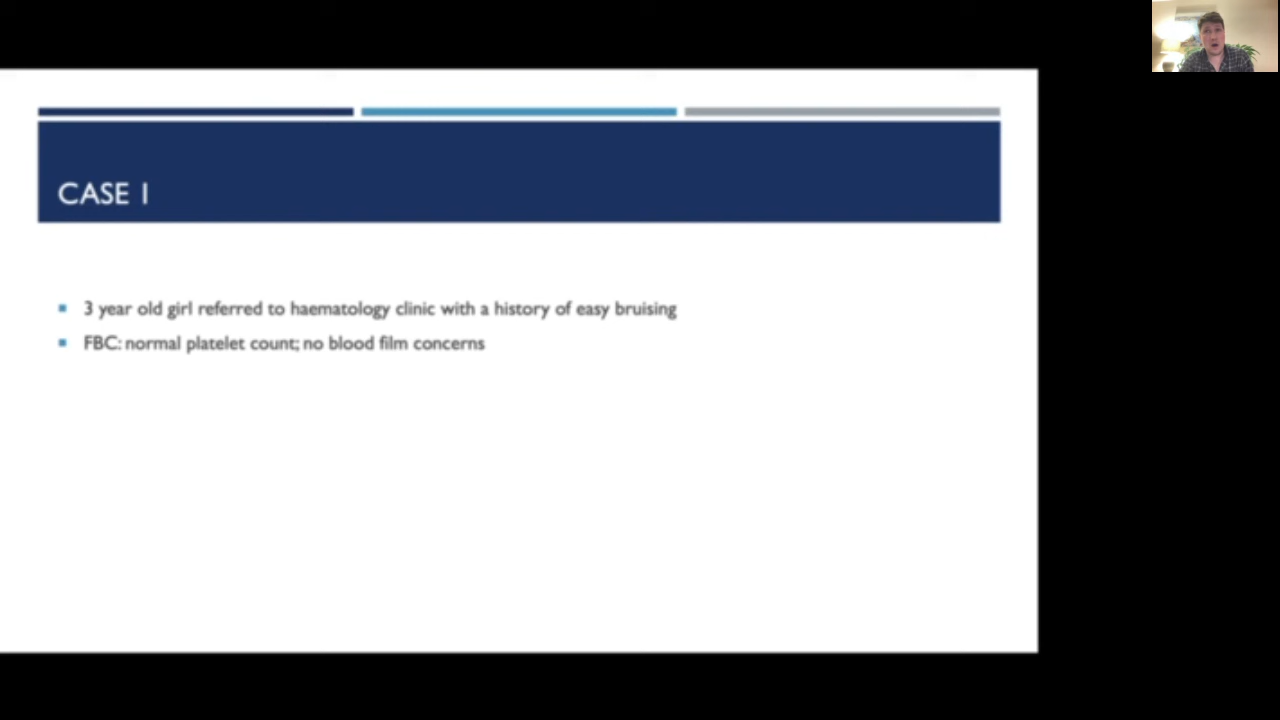 CASE 1
3 year old girl referred to haematology clinic with a history of easy bruising
FBC: normal platelet count; no blood film concerns